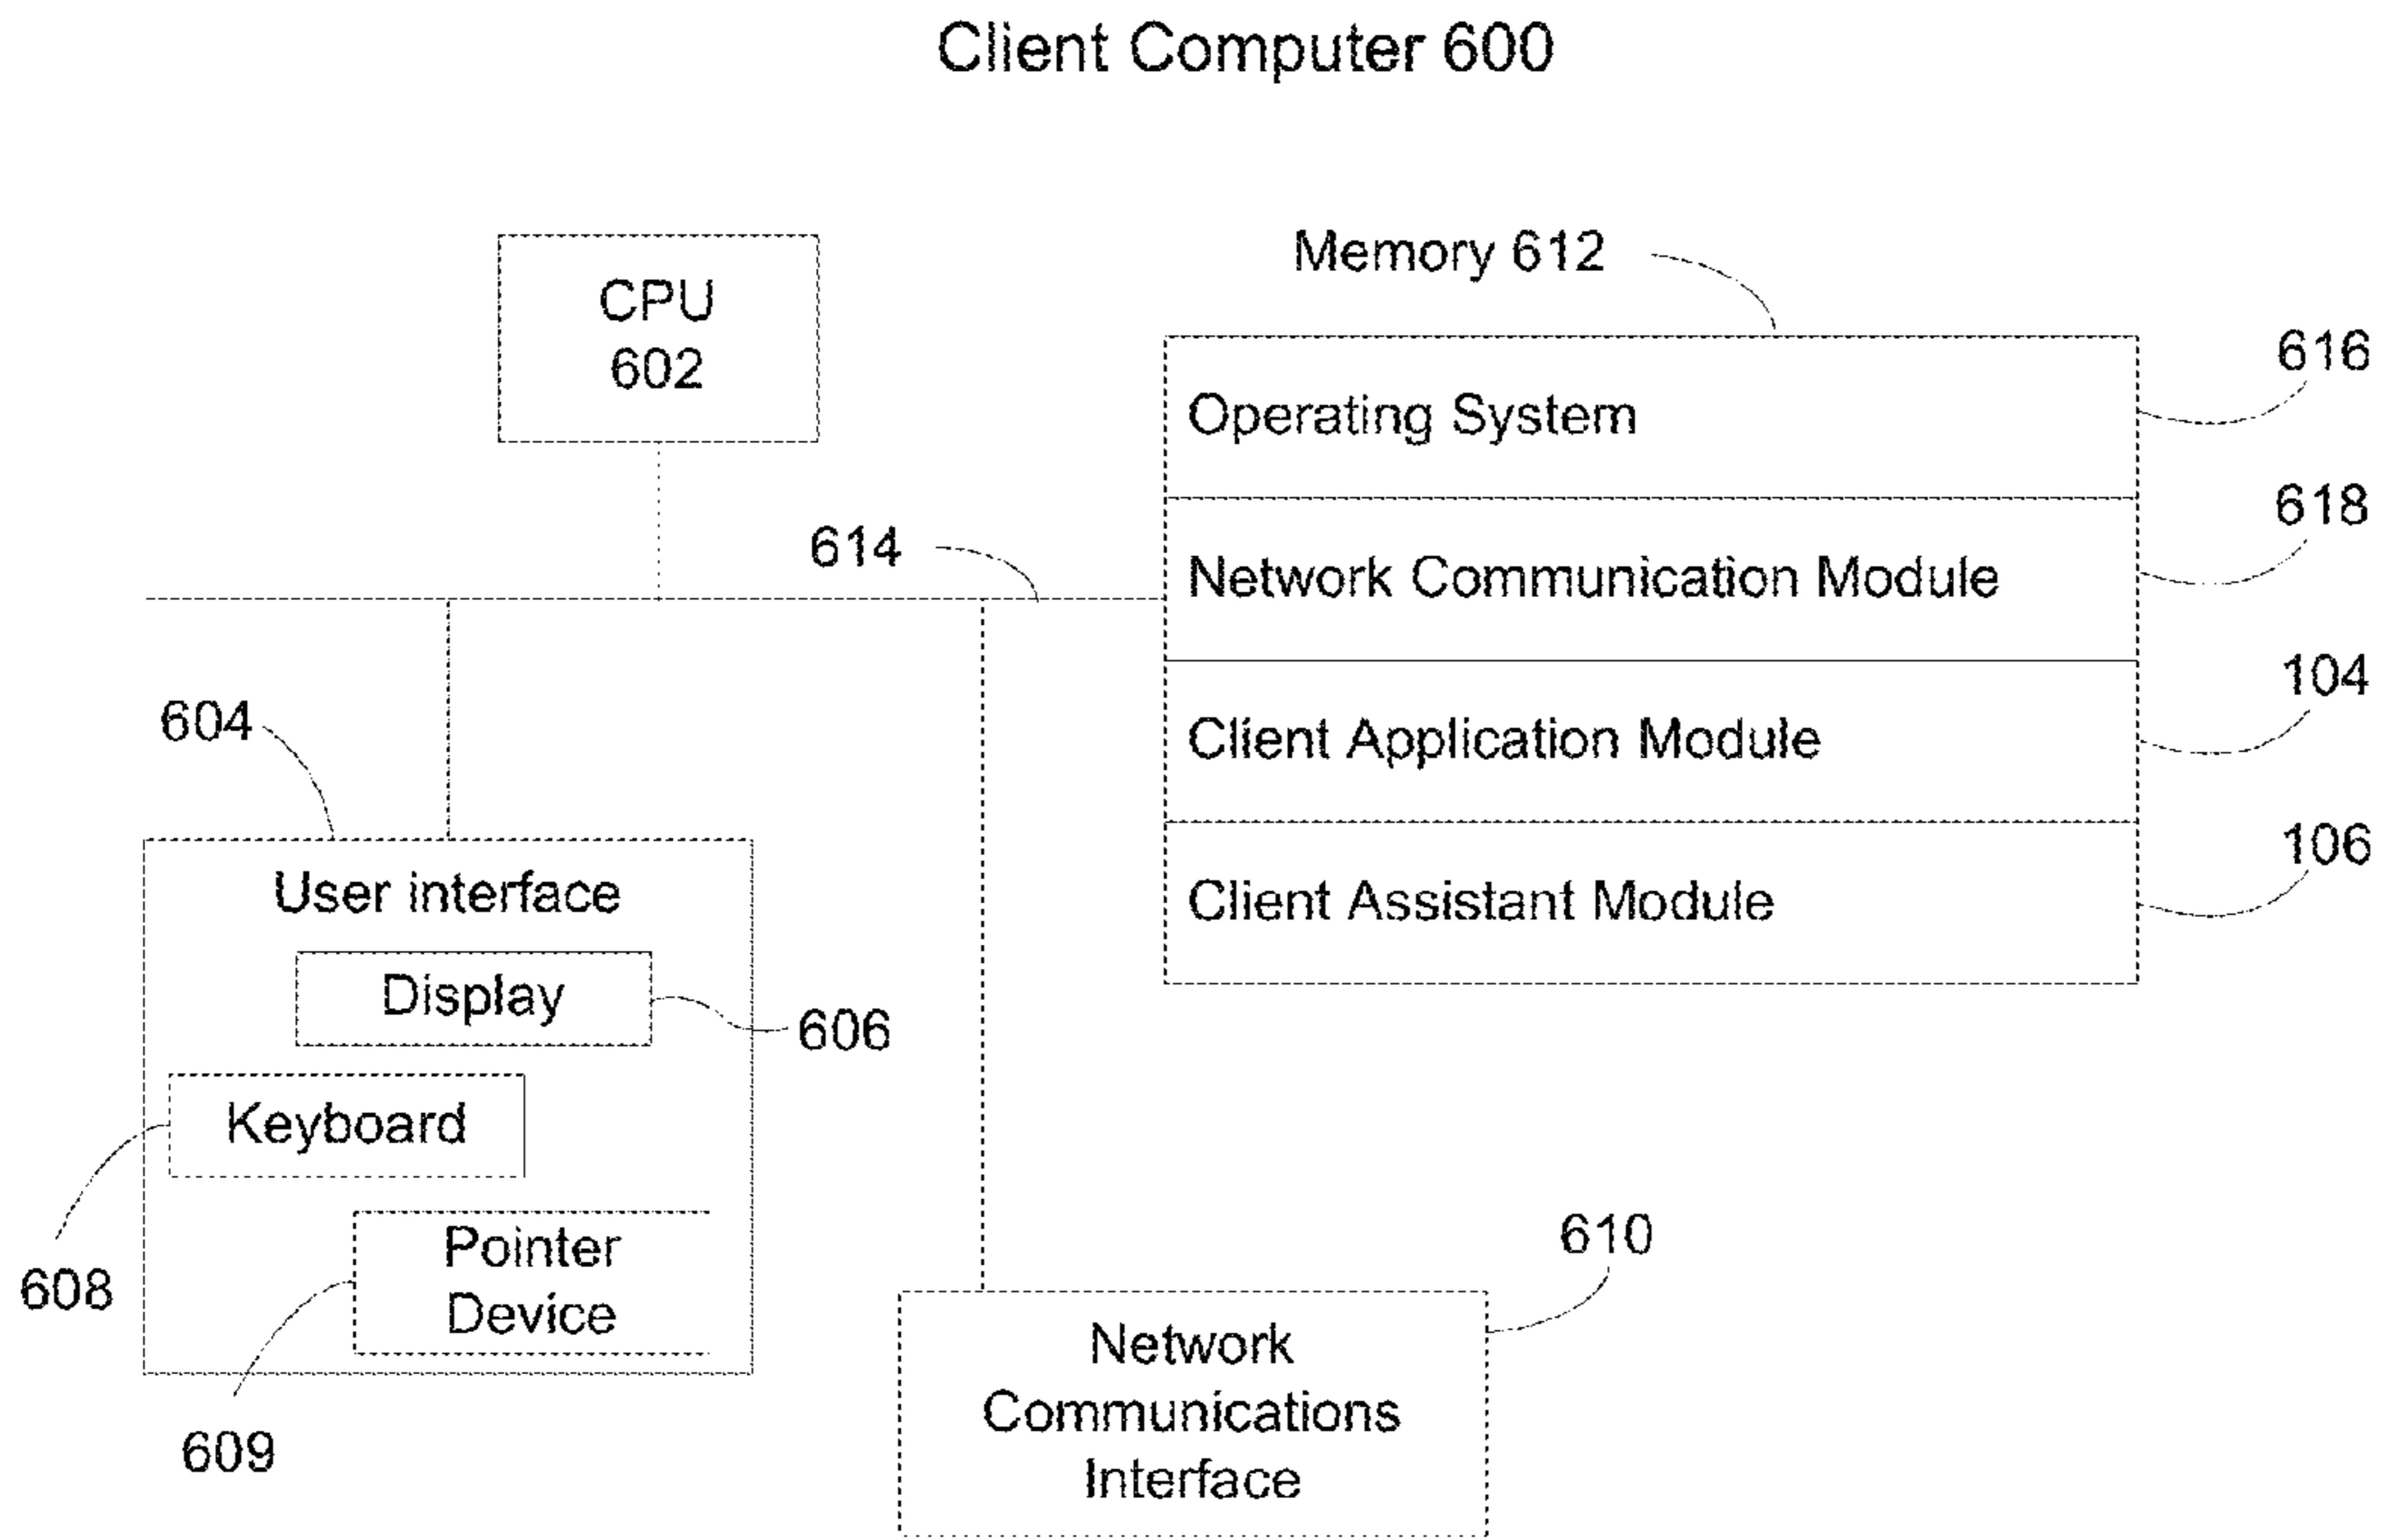 Client Computer 600
CPU
602
Memory 612
616
Operating System
618
614
Network Communication Module
104
604
Client Application Module
106
User interface
Client Assistant Module
Display
606
Keyboard
608
Pointer
Device
609
610
Network
Communications
Interface